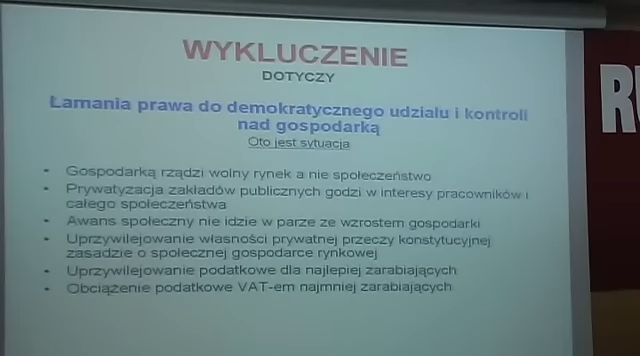 WYKLUCZENIE
DOTYCZY
Łamania prawa do demokratycznego udziału i kontroli
nad gospodarką
Oto jest sytuacja
• Gospodarką rządzi wolny rynek a nie społeczeństwo
• Prywatyzacja zakładów publicznych godzi w interesy pracowników i
całego społeczeństwa
• Awans społeczny nie idzie w parze ze wzrostem gospodarki
• Uprzywilejowanie własności prywatnej przeczy konstytucyjnej
zasadzie o społecznej gospodarce rynkowej
• Uprzywilejowanie podatkowe dla najlepiej zarabiających
• Obciążenie podatkowe VAT-em najmniej zarabiających